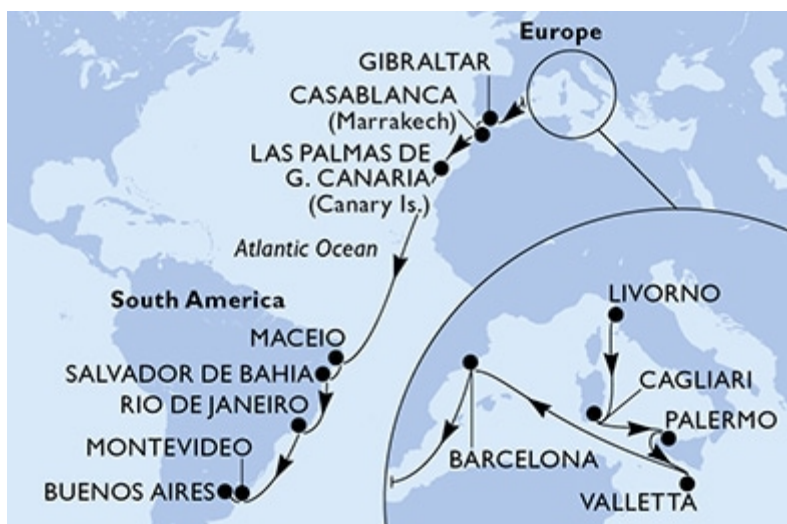 Europe
GIBRALTAR
CASABLANCA
(Marrakech)
LAS PALMAS DE
G. CANARIA
(Canary Is.)
Atlantic Ocean
South America
MACEIO
SALVADOR DE BAHIA
RIO DE JANEIRO
MONTEVIDEO
BUENOS AIRES
LIVORNO
CAGLIARI
PALERMO
BARCELONA
VALLETTA